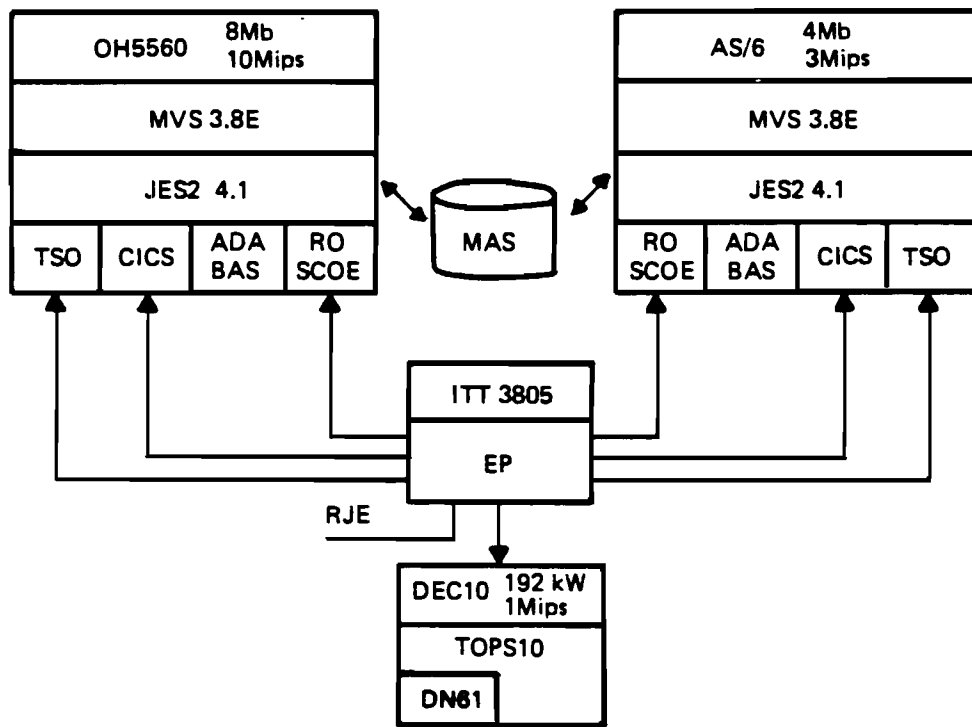 OH5560 8Mb
10Mips
MVS 3.8E
JES2 4.1
TSO
CICS
ADA
BAS
RO
SCOE
MAS
AS/6 4Mb
3Mips
MVS 3.8E
JES2 4.1
RO
SCOE
ADA
BAS
CICS
TSO
ITT 3805
EP
RJE
DEC10 192 kW
1Mips
TOPS10
DN61